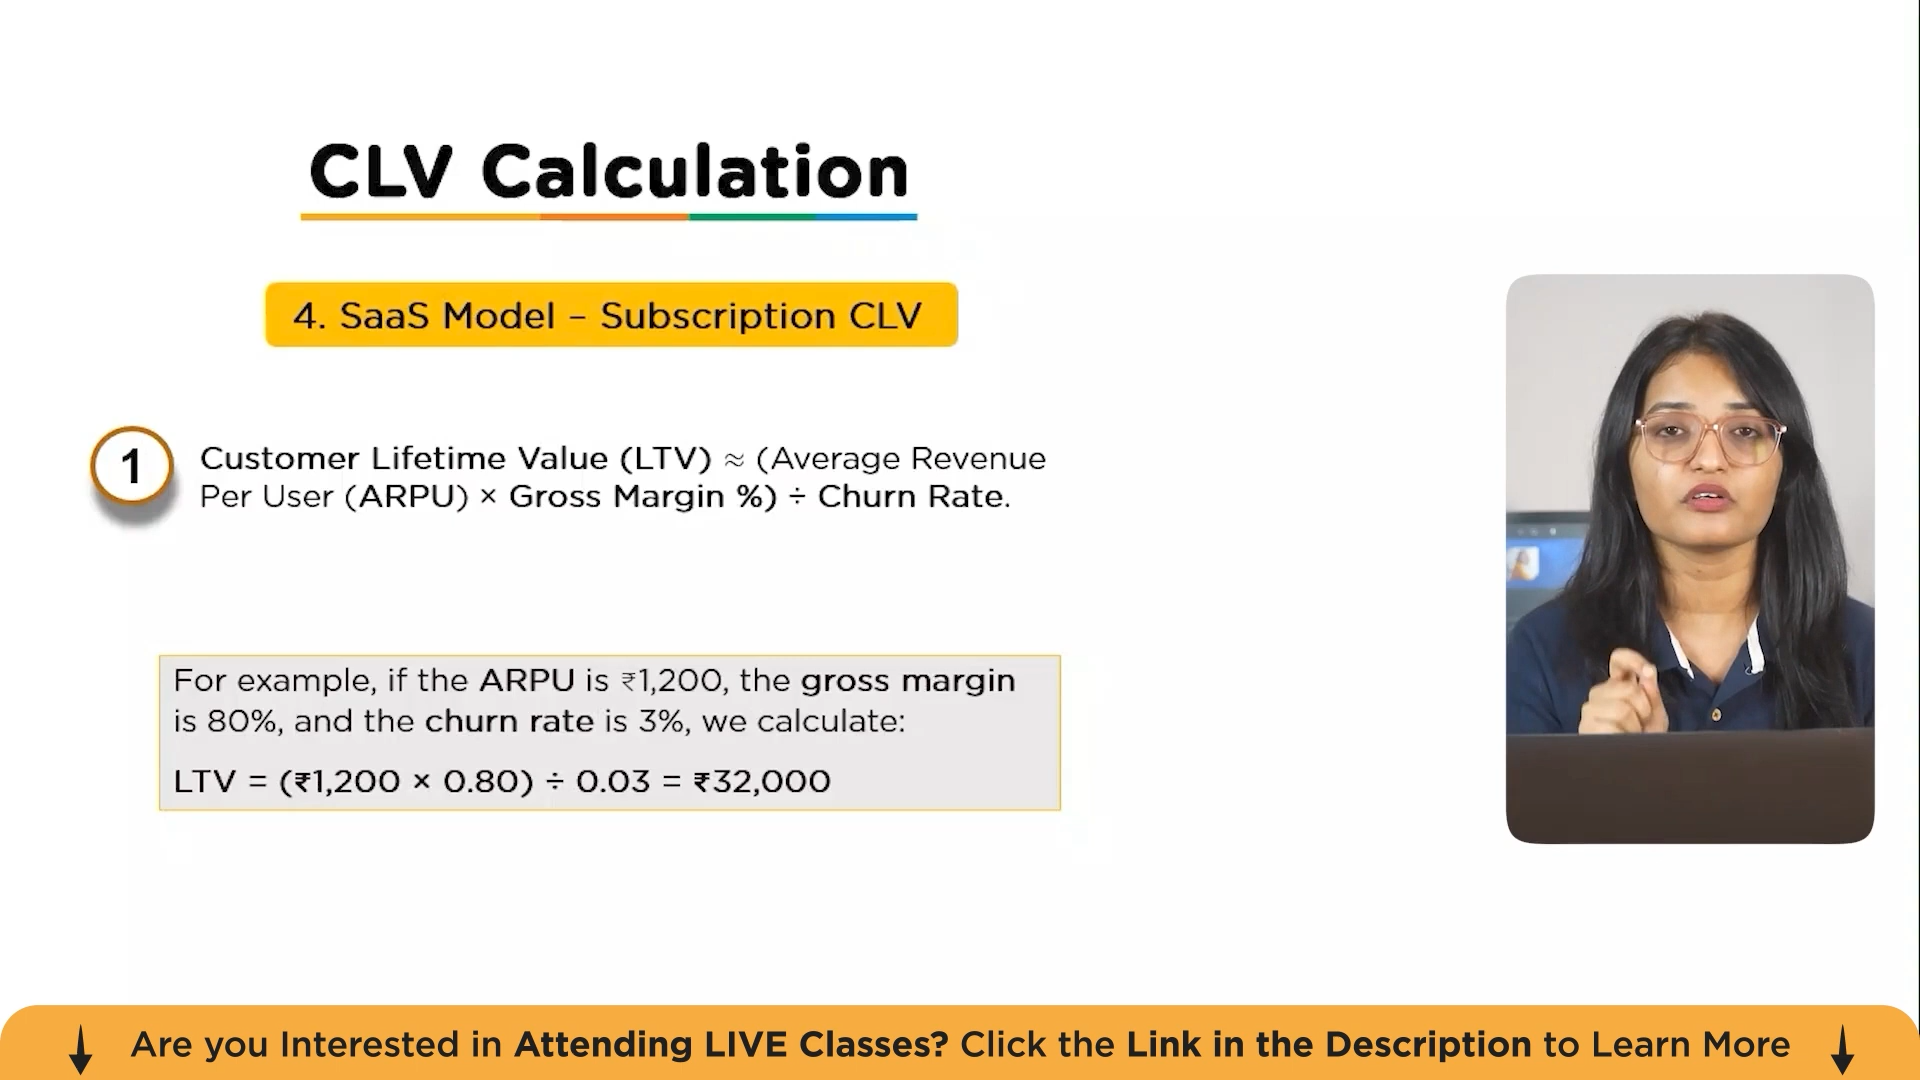 CLV Calculation
4. SaaS Model – Subscription CLV
1
Customer Lifetime Value (LTV) ≈ (Average Revenue
Per User (ARPU) × Gross Margin %) ÷ Churn Rate.
For example, if the ARPU is ₹1,200, the gross margin
is 80%, and the churn rate is 3%, we calculate:
LTV = (₹1,200 × 0.80) ÷ 0.03 = ₹32,000
Are you Interested in Attending LIVE Classes? Click the Link in the Description to Learn More